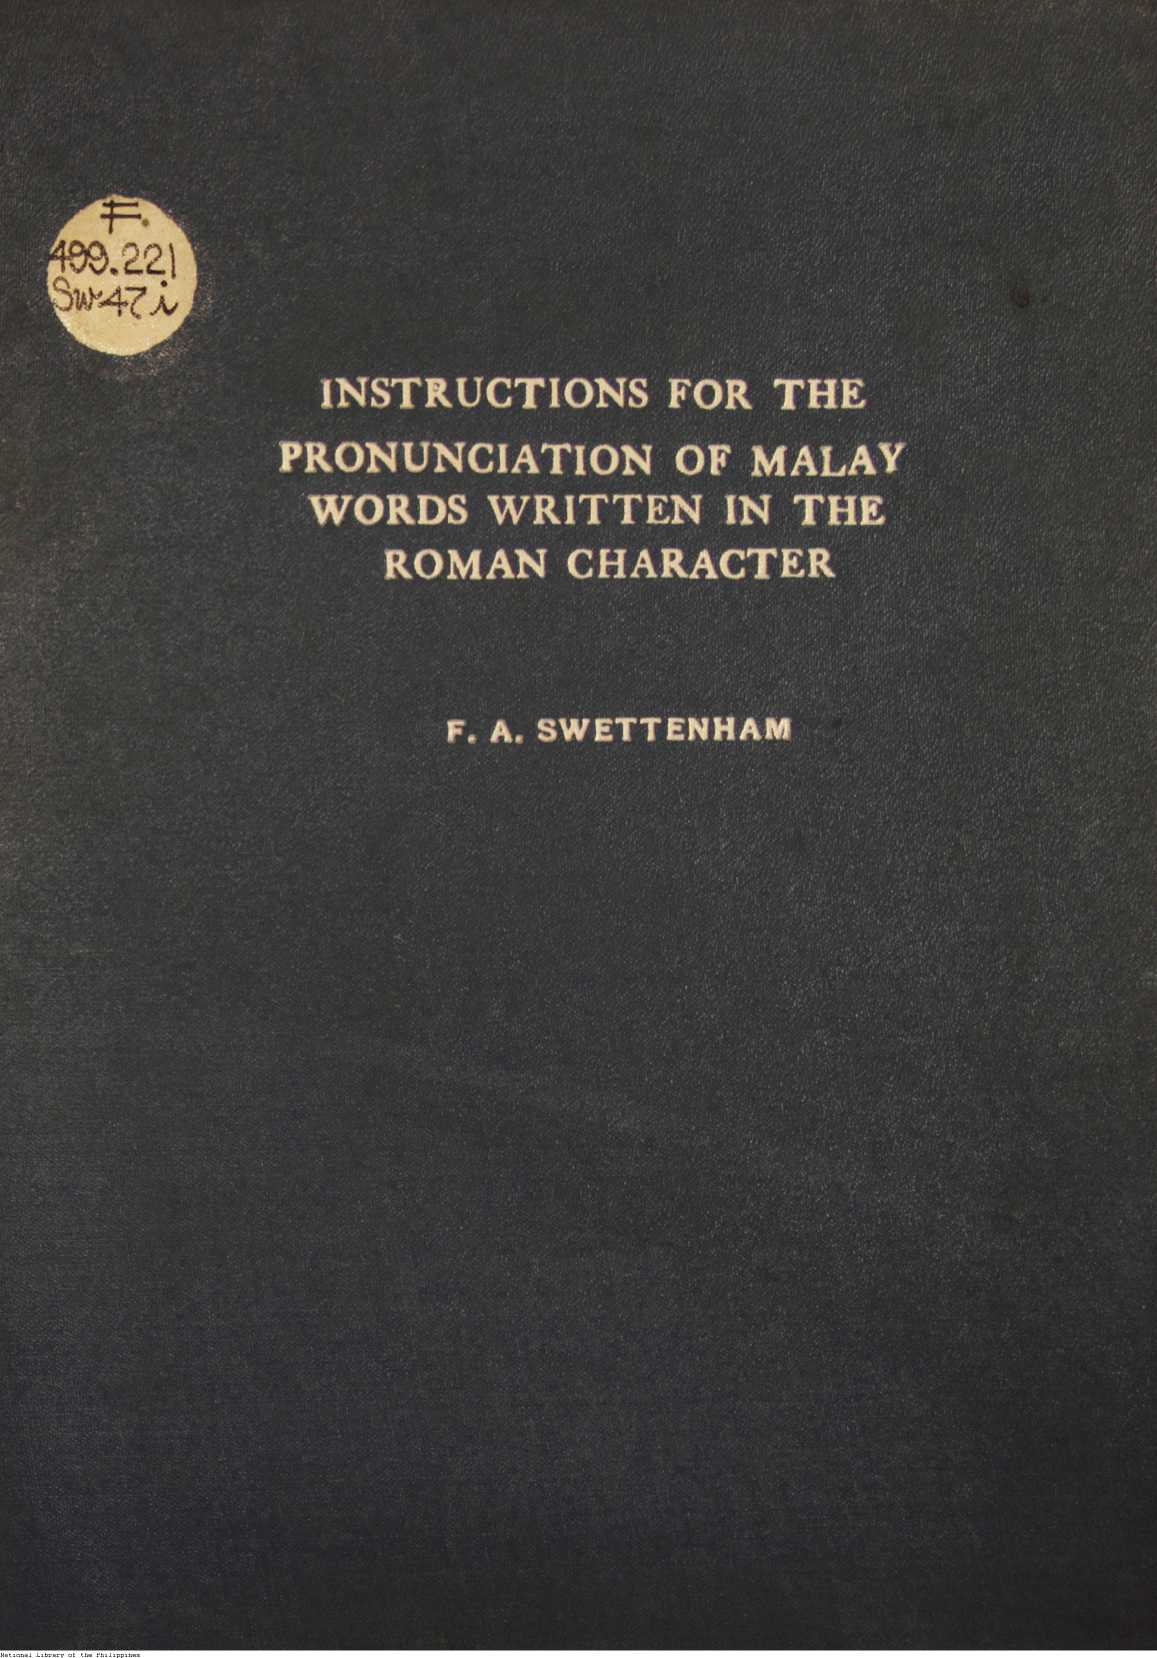 F.
499.221
Sw47i
INSTRUCTIONS FOR THE
PRONUNCIATION OF MALAY
WORDS WRITTEN IN THE
ROMAN CHARACTER
F. A. SWETTENHAM
National Library of the Philippines